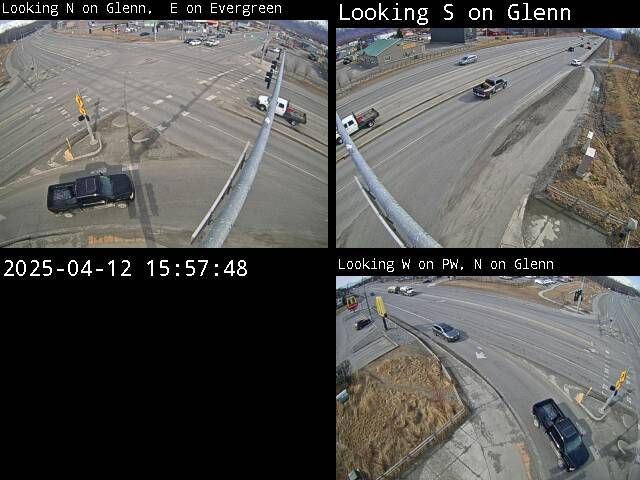 Looking N on Glenn,  E on Evergreen
Looking S on Glenn
2025-04-12 15:57:48
Looking W on PW, N on Glenn